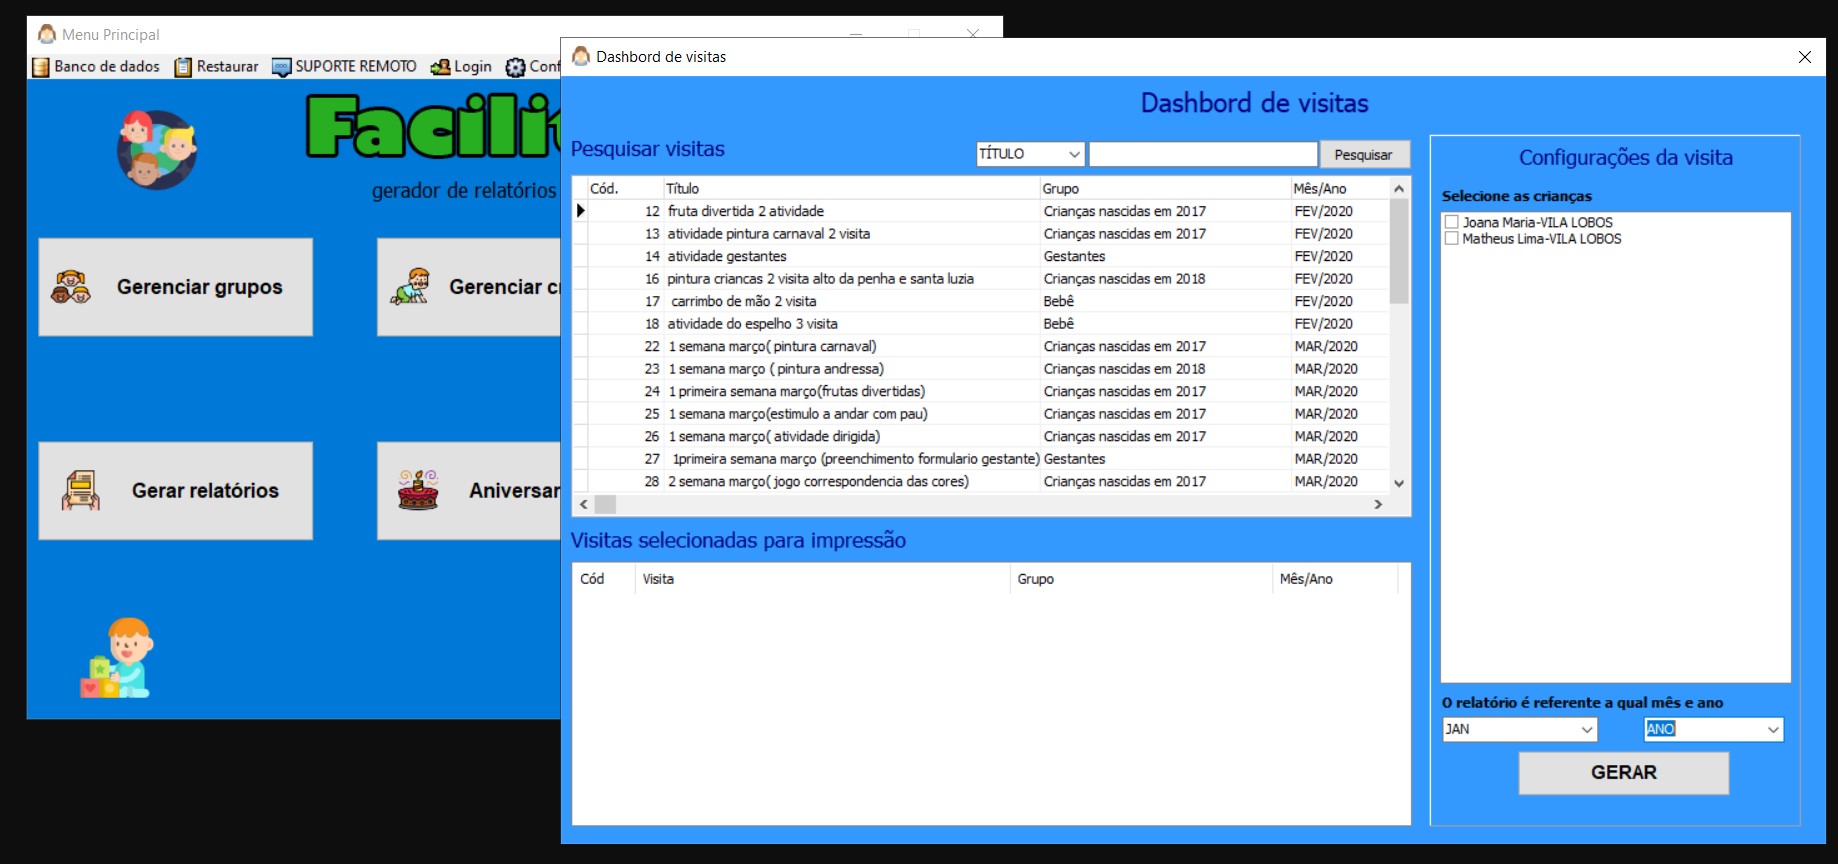 Menu Principal
Banco de dados Restaurar SUPORTE REMOTO Login Conf
Facili
gerador de relatórios
Gerenciar grupos
Gerenciar c
Gerar relatórios
Aniversar
Dashbord de visitas
Dashbord de visitas
Pesquisar visitas
TÍTULO
Pesquisar
Cód. Título Grupo Mês/Ano
12 fruta divertida 2 atividade Crianças nascidas em 2017 FEV/2020
13 atividade pintura carnaval 2 visita Crianças nascidas em 2017 FEV/2020
14 atividade gestantes Gestantes FEV/2020
16 pintura criancas 2 visita alto da penha e santa luzia Crianças nascidas em 2018 FEV/2020
17 carrimbo de mão 2 visita Bebê FEV/2020
18 atividade do espelho 3 visita Bebê FEV/2020
22 1 semana março( pintura carnaval) Crianças nascidas em 2017 MAR/2020
23 1 semana março ( pintura andressa) Crianças nascidas em 2018 MAR/2020
24 1 primeira semana março(frutas divertidas) Crianças nascidas em 2017 MAR/2020
25 1 semana março(estimulo a andar com pau) Crianças nascidas em 2017 MAR/2020
26 1 semana março( atividade dirigida) Crianças nascidas em 2017 MAR/2020
27 1primeira semana março (preenchimento formulario gestante) Gestantes MAR/2020
28 2 semana março( jogo correspondencia das cores) Crianças nascidas em 2017 MAR/2020
Visitas selecionadas para impressão
Cód Visita Grupo Mês/Ano
Configurações da visita
Selecione as crianças
Joana Maria-VILA LOBOS
Matheus Lima-VILA LOBOS
O relatório é referente a qual mês e ano
JAN ANO
GERAR